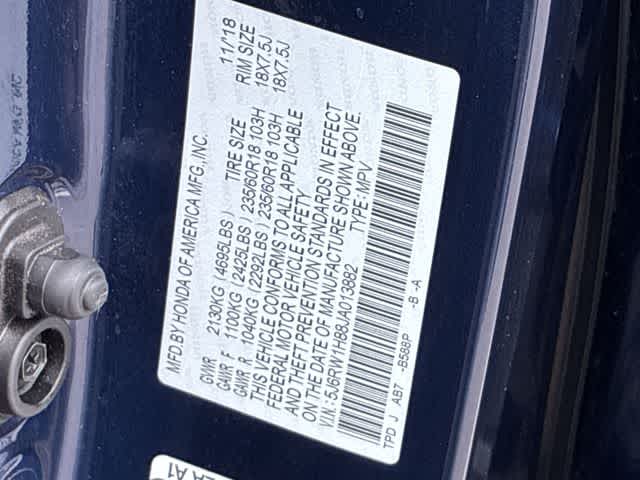 MFD.BY HONDA OF AMERICA MFG.,INC. 11/18
GVWR 2130KG (4695LBS) TIRE SIZE RIM SIZE
GAWR F 1100KG (2425LBS) 235/60R18 103H 18X7.5J
GAWR R 1040KG (2292LBS) 235/60R18 103H 18X7.5J
THIS VEHICLE CONFORMS TO ALL APPLICABLE
FEDERAL MOTOR VEHICLE SAFETY
AND THEFT PREVENTION STANDARDS IN EFFECT
ON THE DATE OF MANUFACTURE SHOWN ABOVE.
V.I.N.:5J6RW1H88JA013892 TYPE:MPV
TPD J AB7 -B588P -B -A
A1